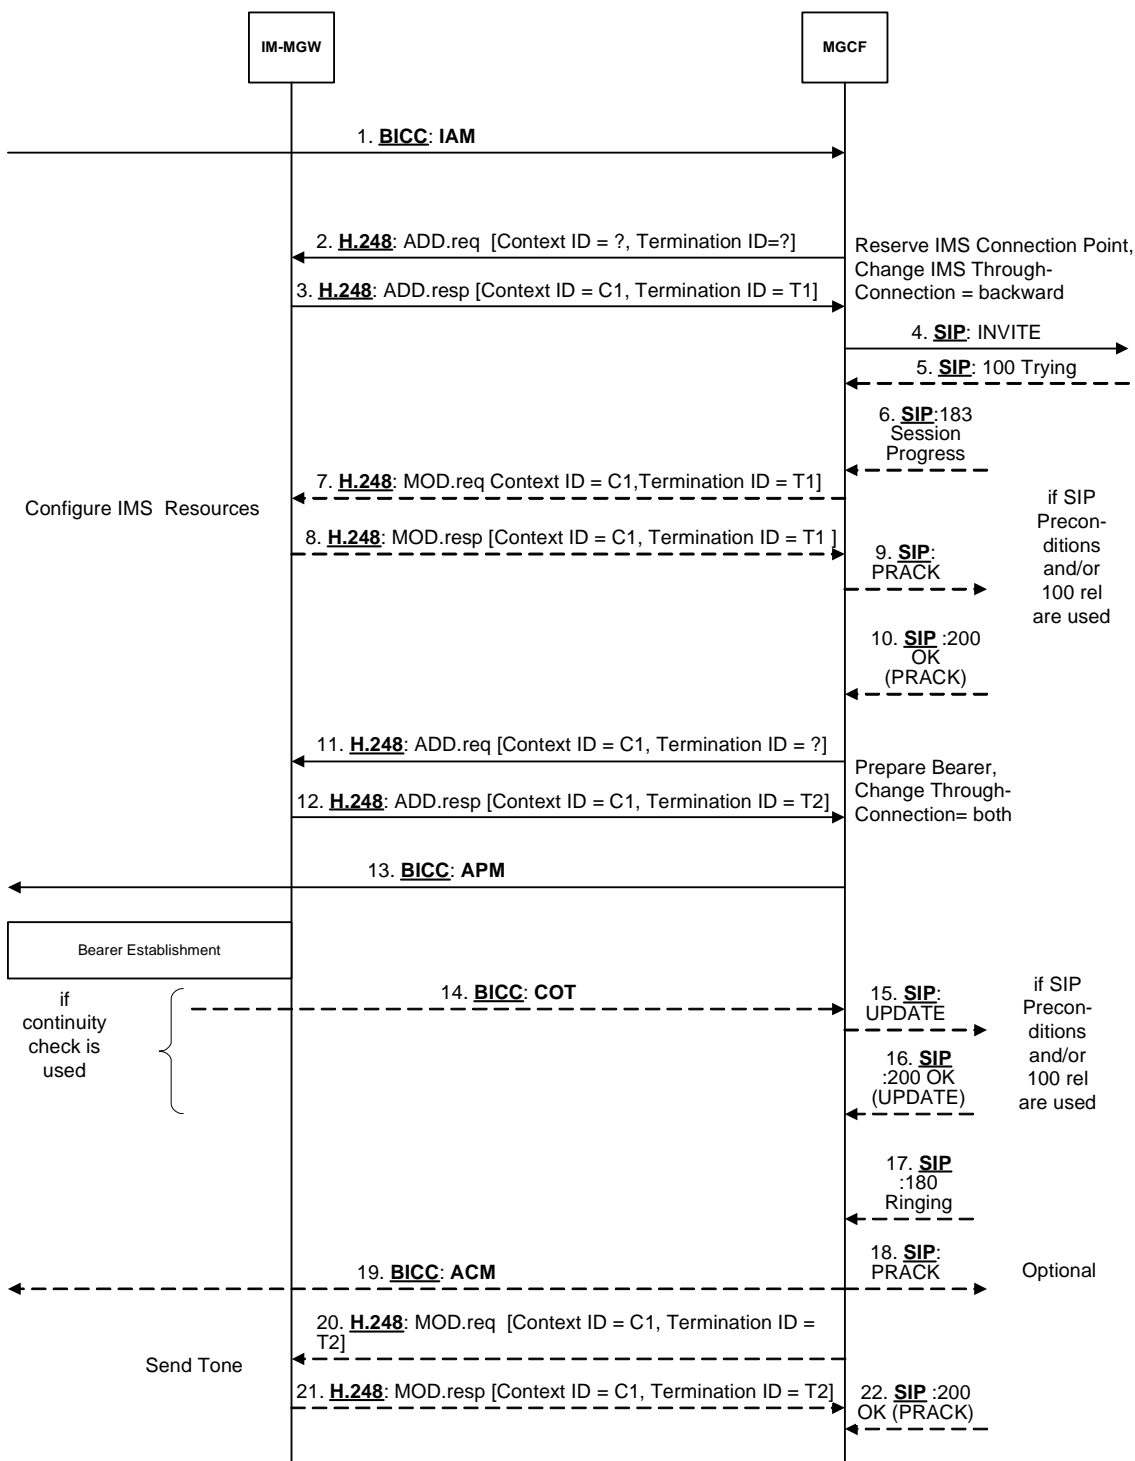 IM-MGW
MGCF
1. BICC: IAM
2. H.248: ADD.req  [Context ID = ?, Termination ID=?]
Reserve IMS Connection Point,
Change IMS Through-
Connection = backward
3. H.248: ADD.resp [Context ID = C1, Termination ID = T1]
4. SIP: INVITE
5. SIP: 100 Trying
6. SIP:183
Session
Progress
7. H.248: MOD.req Context ID = C1,Termination ID = T1]
Configure IMS  Resources
8. H.248: MOD.resp [Context ID = C1, Termination ID = T1 ]
9. SIP:
PRACK
if SIP
Precon-
ditions
and/or
100 rel
are used
10. SIP :200
OK
(PRACK)
11. H.248: ADD.req [Context ID = C1, Termination ID = ?]
Prepare Bearer,
Change Through-
Connection= both
12. H.248: ADD.resp [Context ID = C1, Termination ID = T2]
13. BICC: APM
Bearer Establishment
if
continuity
check is
used
14. BICC: COT
15. SIP:
UPDATE
if SIP
Precon-
ditions
and/or
100 rel
are used
16. SIP
:200 OK
(UPDATE)
17. SIP
:180
Ringing
18. SIP:
PRACK
Optional
19. BICC: ACM
20. H.248: MOD.req  [Context ID = C1, Termination ID =
T2]
Send Tone
21. H.248: MOD.resp [Context ID = C1, Termination ID = T2]
22. SIP :200
OK (PRACK)